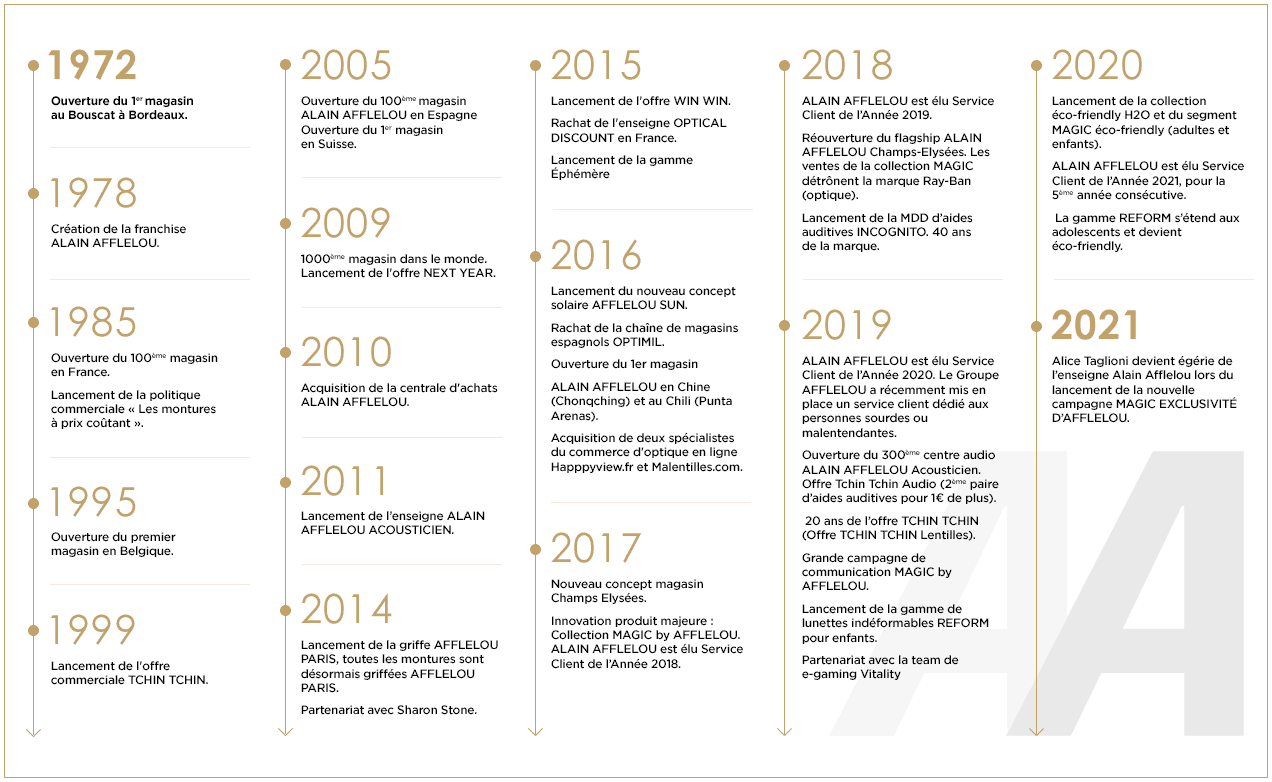 1972
Ouverture du 1er magasin
au Bouscat à Bordeaux.
1978
Création de la franchise
ALAIN AFFLELOU.
1985
Ouverture du 100ème magasin
en France.
Lancement de la politique
commerciale « Les montures
à prix coûtant ».
1995
Ouverture du premier
magasin en Belgique.
1999
Lancement de l'offre
commerciale TCHIN TCHIN.
2005
Ouverture du 100ème magasin
ALAIN AFFLELOU en Espagne
Ouverture du 1er magasin
en Suisse.
2009
1000ème magasin dans le monde.
Lancement de l'offre NEXT YEAR.
2010
Acquisition de la centrale d'achats
ALAIN AFFLELOU.
2011
Lancement de l’enseigne ALAIN
AFFLELOU ACOUSTICIEN.
2014
Lancement de la griffe AFFLELOU
PARIS, toutes les montures sont
désormais griffées AFFLELOU
PARIS.
Partenariat avec Sharon Stone.
2015
Lancement de l'offre WIN WIN.
Rachat de l'enseigne OPTICAL
DISCOUNT en France.
Lancement de la gamme
Éphémère
2016
Lancement du nouveau concept
solaire AFFLELOU SUN.
Rachat de la chaîne de magasins
espagnols OPTIMIL.
Ouverture du 1er magasin
ALAIN AFFLELOU en Chine
(Chonqching) et au Chili (Punta
Arenas).
Acquisition de deux spécialistes
du commerce d’optique en ligne
Happpyview.fr et Malentilles.com.
2017
Nouveau concept magasin
Champs Elysées.
Innovation produit majeure :
Collection MAGIC by AFFLELOU.
ALAIN AFFLELOU est élu Service
Client de l’Année 2018.
2018
ALAIN AFFLELOU est élu Service
Client de l’Année 2019.
Réouverture du flagship ALAIN
AFFLELOU Champs-Elysées. Les
ventes de la collection MAGIC
détrônent la marque Ray-Ban
(optique).
Lancement de la MDD d’aides
auditives INCOGNITO. 40 ans
de la marque.
2019
ALAIN AFFLELOU est élu Service
Client de l’Année 2020. Le Groupe
AFFLELOU a récemment mis en
place un service client dédié aux
personnes sourdes ou
malentendantes.
Ouverture du 300ème centre audio
ALAIN AFFLELOU Acousticien.
Offre Tchin Tchin Audio (2ème paire
d’aides auditives pour 1€ de plus).
20 ans de l’offre TCHIN TCHIN
(Offre TCHIN TCHIN Lentilles).
Grande campagne de
communication MAGIC by
AFFLELOU.
Lancement de la gamme de
lunettes indéformables REFORM
pour enfants.
Partenariat avec la team de
e-gaming Vitality
2020
Lancement de la collection
éco-friendly H2O et du segment
MAGIC éco-friendly (adultes et
enfants).
ALAIN AFFLELOU est élu Service
Client de l’Année 2021, pour la
5ème année consécutive.
La gamme REFORM s’étend aux
adolescents et devient
éco-friendly.
2021
Alice Taglioni devient égérie de
l’enseigne Alain Afflelou lors du
lancement de la nouvelle
campagne MAGIC EXCLUSIVITÉ
D’AFFLELOU.
AA